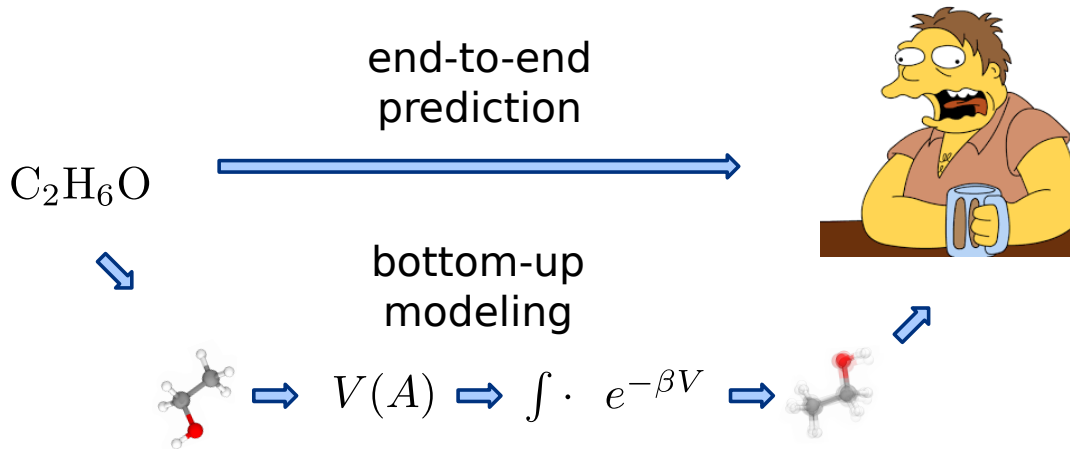 end-to-end
prediction
C₂H₆O
bottom-up
modeling
V(A) ∫ · e^{−βV}